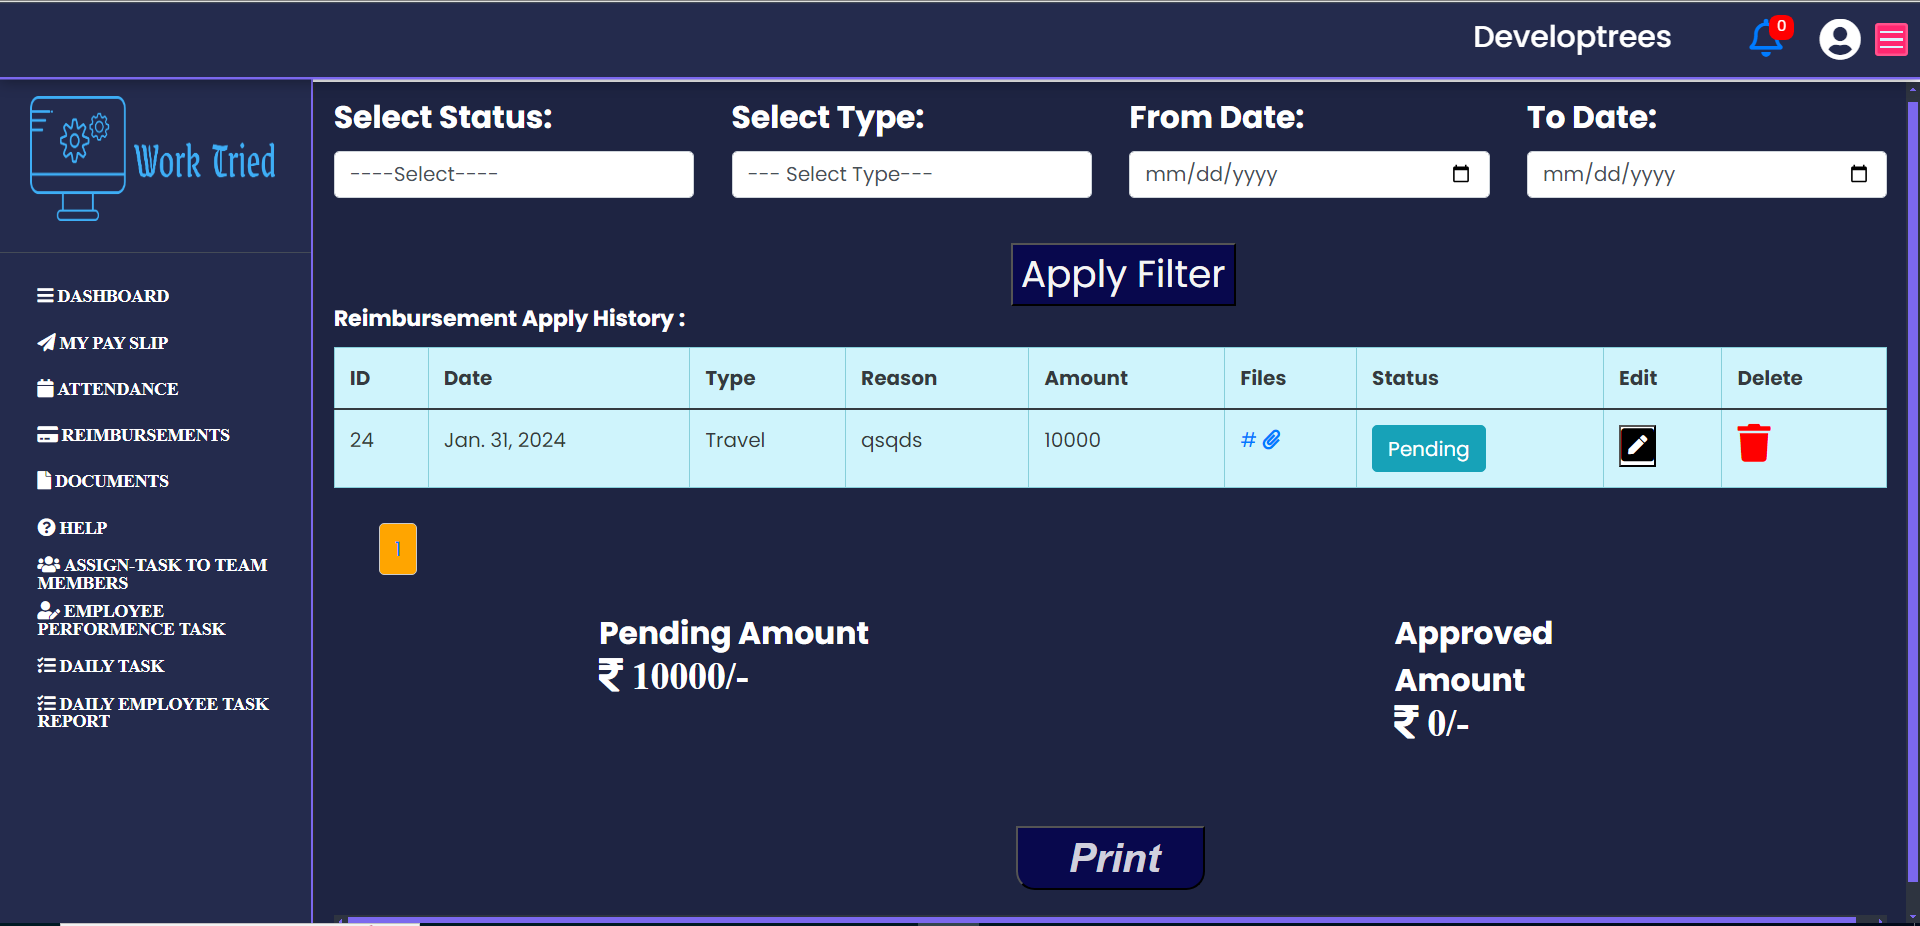 Developtrees
0
Work Tried
DASHBOARD
MY PAY SLIP
ATTENDANCE
REIMBURSEMENTS
DOCUMENTS
HELP
ASSIGN-TASK TO TEAM
MEMBERS
EMPLOYEE
PERFORMENCE TASK
DAILY TASK
DAILY EMPLOYEE TASK
REPORT
Select Status: Select Type: From Date: To Date:
----Select---- --- Select Type--- mm/dd/yyyy mm/dd/yyyy
Apply Filter
Reimbursement Apply History :
ID Date Type Reason Amount Files Status Edit Delete
24 Jan. 31, 2024 Travel qsqds 10000 # Pending
1
Pending Amount
₹ 10000/-
Approved
Amount
₹ 0/-
Print